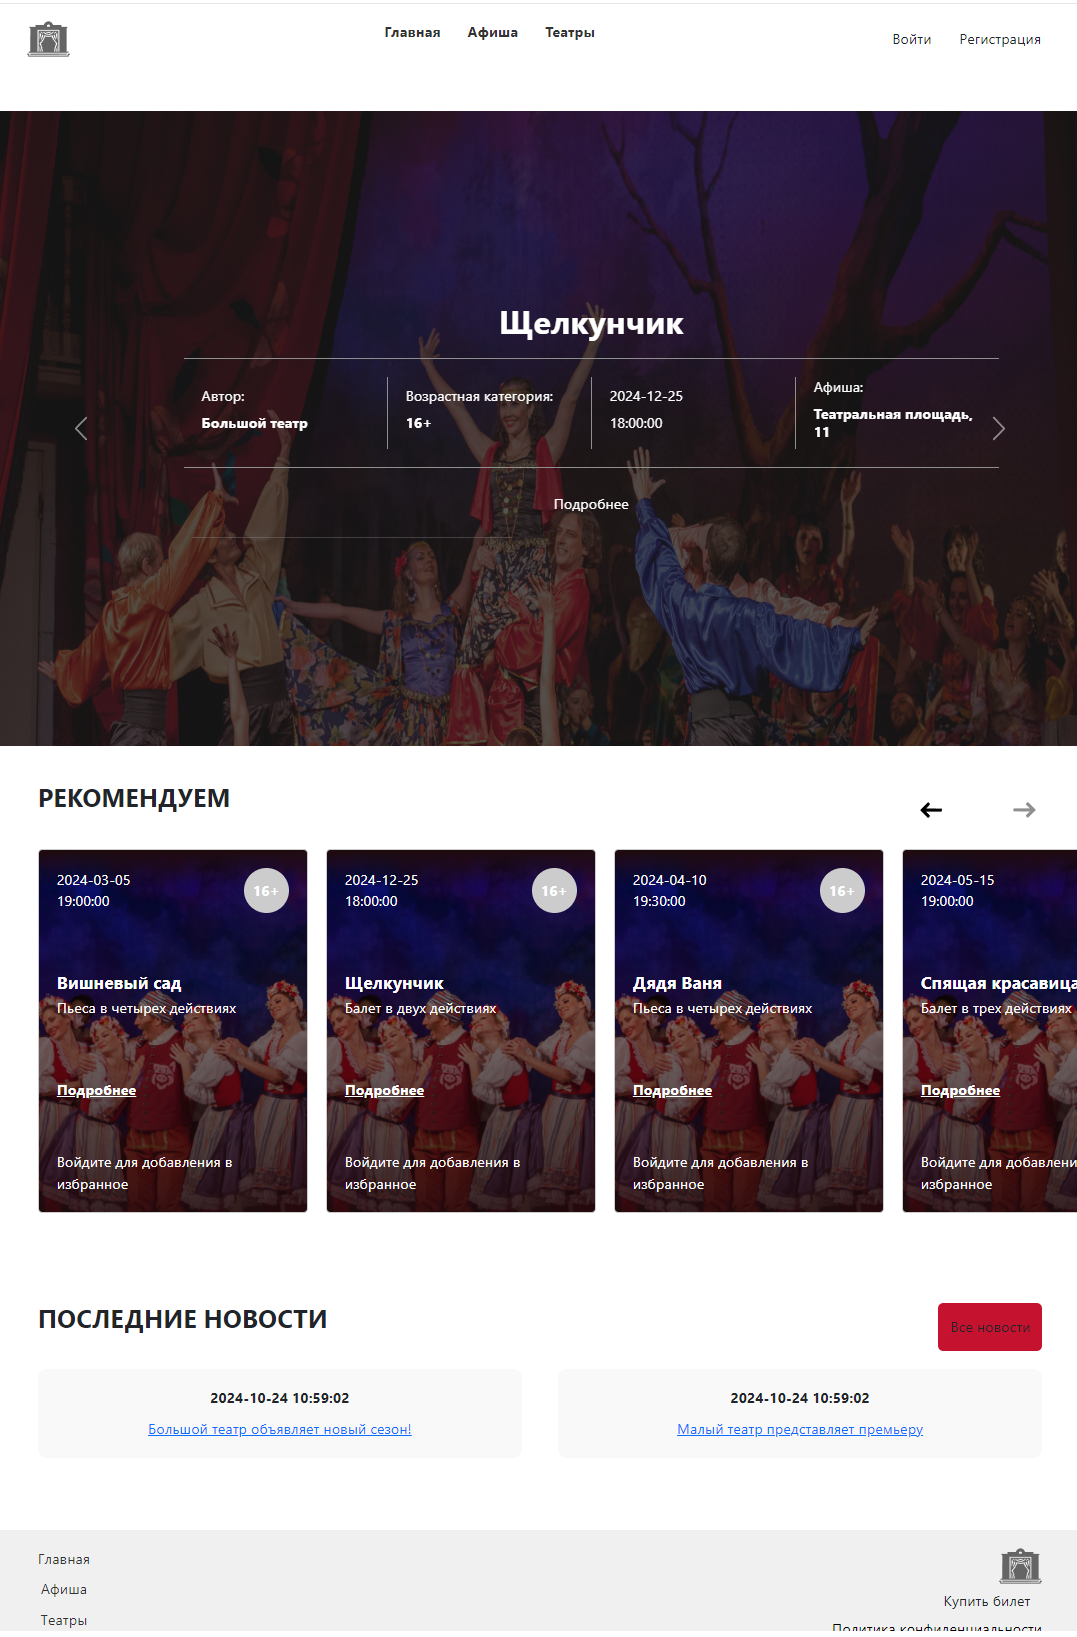 Главная Афиша Театры
Войти Регистрация
Щелкунчик
Автор:
Большой театр
Возрастная категория:
16+
2024-12-25
18:00:00
Афиша:
Театральная площадь,
11
Подробнее
РЕКОМЕНДУЕМ
2024-03-05
19:00:00
16+
Вишневый сад
Пьеса в четырех действиях
Подробнее
Войдите для добавления в
избранное
2024-12-25
18:00:00
16+
Щелкунчик
Балет в двух действиях
Подробнее
Войдите для добавления в
избранное
2024-04-10
19:30:00
16+
Дядя Ваня
Пьеса в четырех действиях
Подробнее
Войдите для добавления в
избранное
2024-05-15
19:00:00
Спящая красавица
Балет в трех действиях
Подробнее
Войдите для добавлени
избранное
ПОСЛЕДНИЕ НОВОСТИ
Все новости
2024-10-24 10:59:02
Большой театр объявляет новый сезон!
2024-10-24 10:59:02
Малый театр представляет премьеру
Главная
Афиша
Театры
Купить билет
Политика конфиденциальности